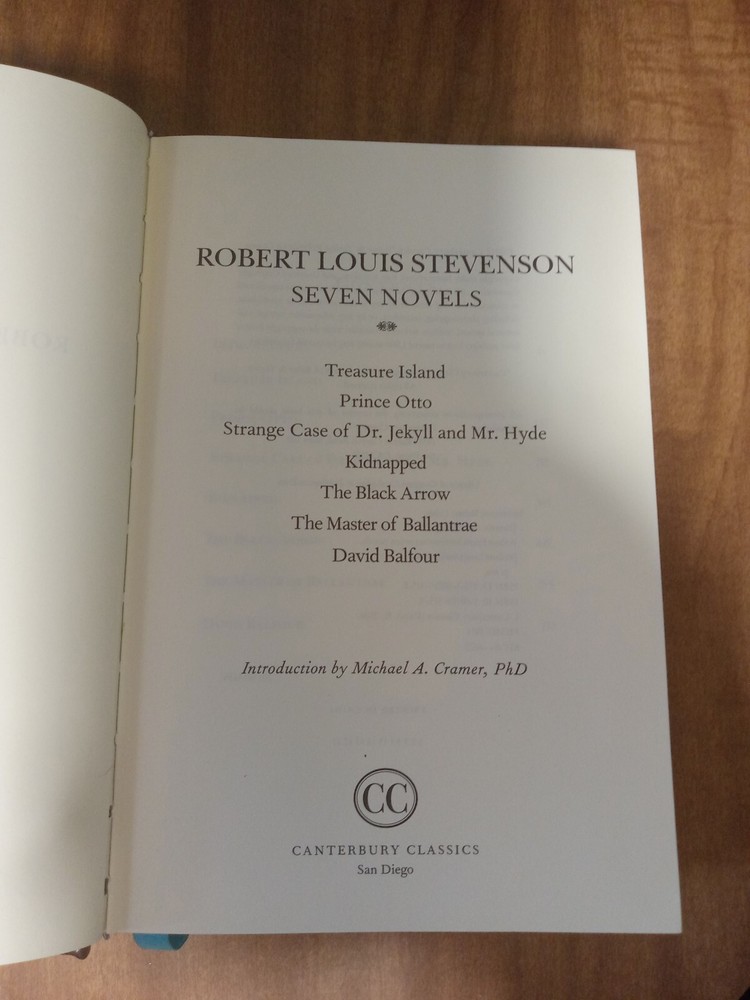 ROBERT LOUIS STEVENSON
SEVEN NOVELS
Treasure Island
Prince Otto
Strange Case of Dr. Jekyll and Mr. Hyde
Kidnapped
The Black Arrow
The Master of Ballantrae
David Balfour
Introduction by Michael A. Cramer, PhD
CC
CANTERBURY CLASSICS
San Diego